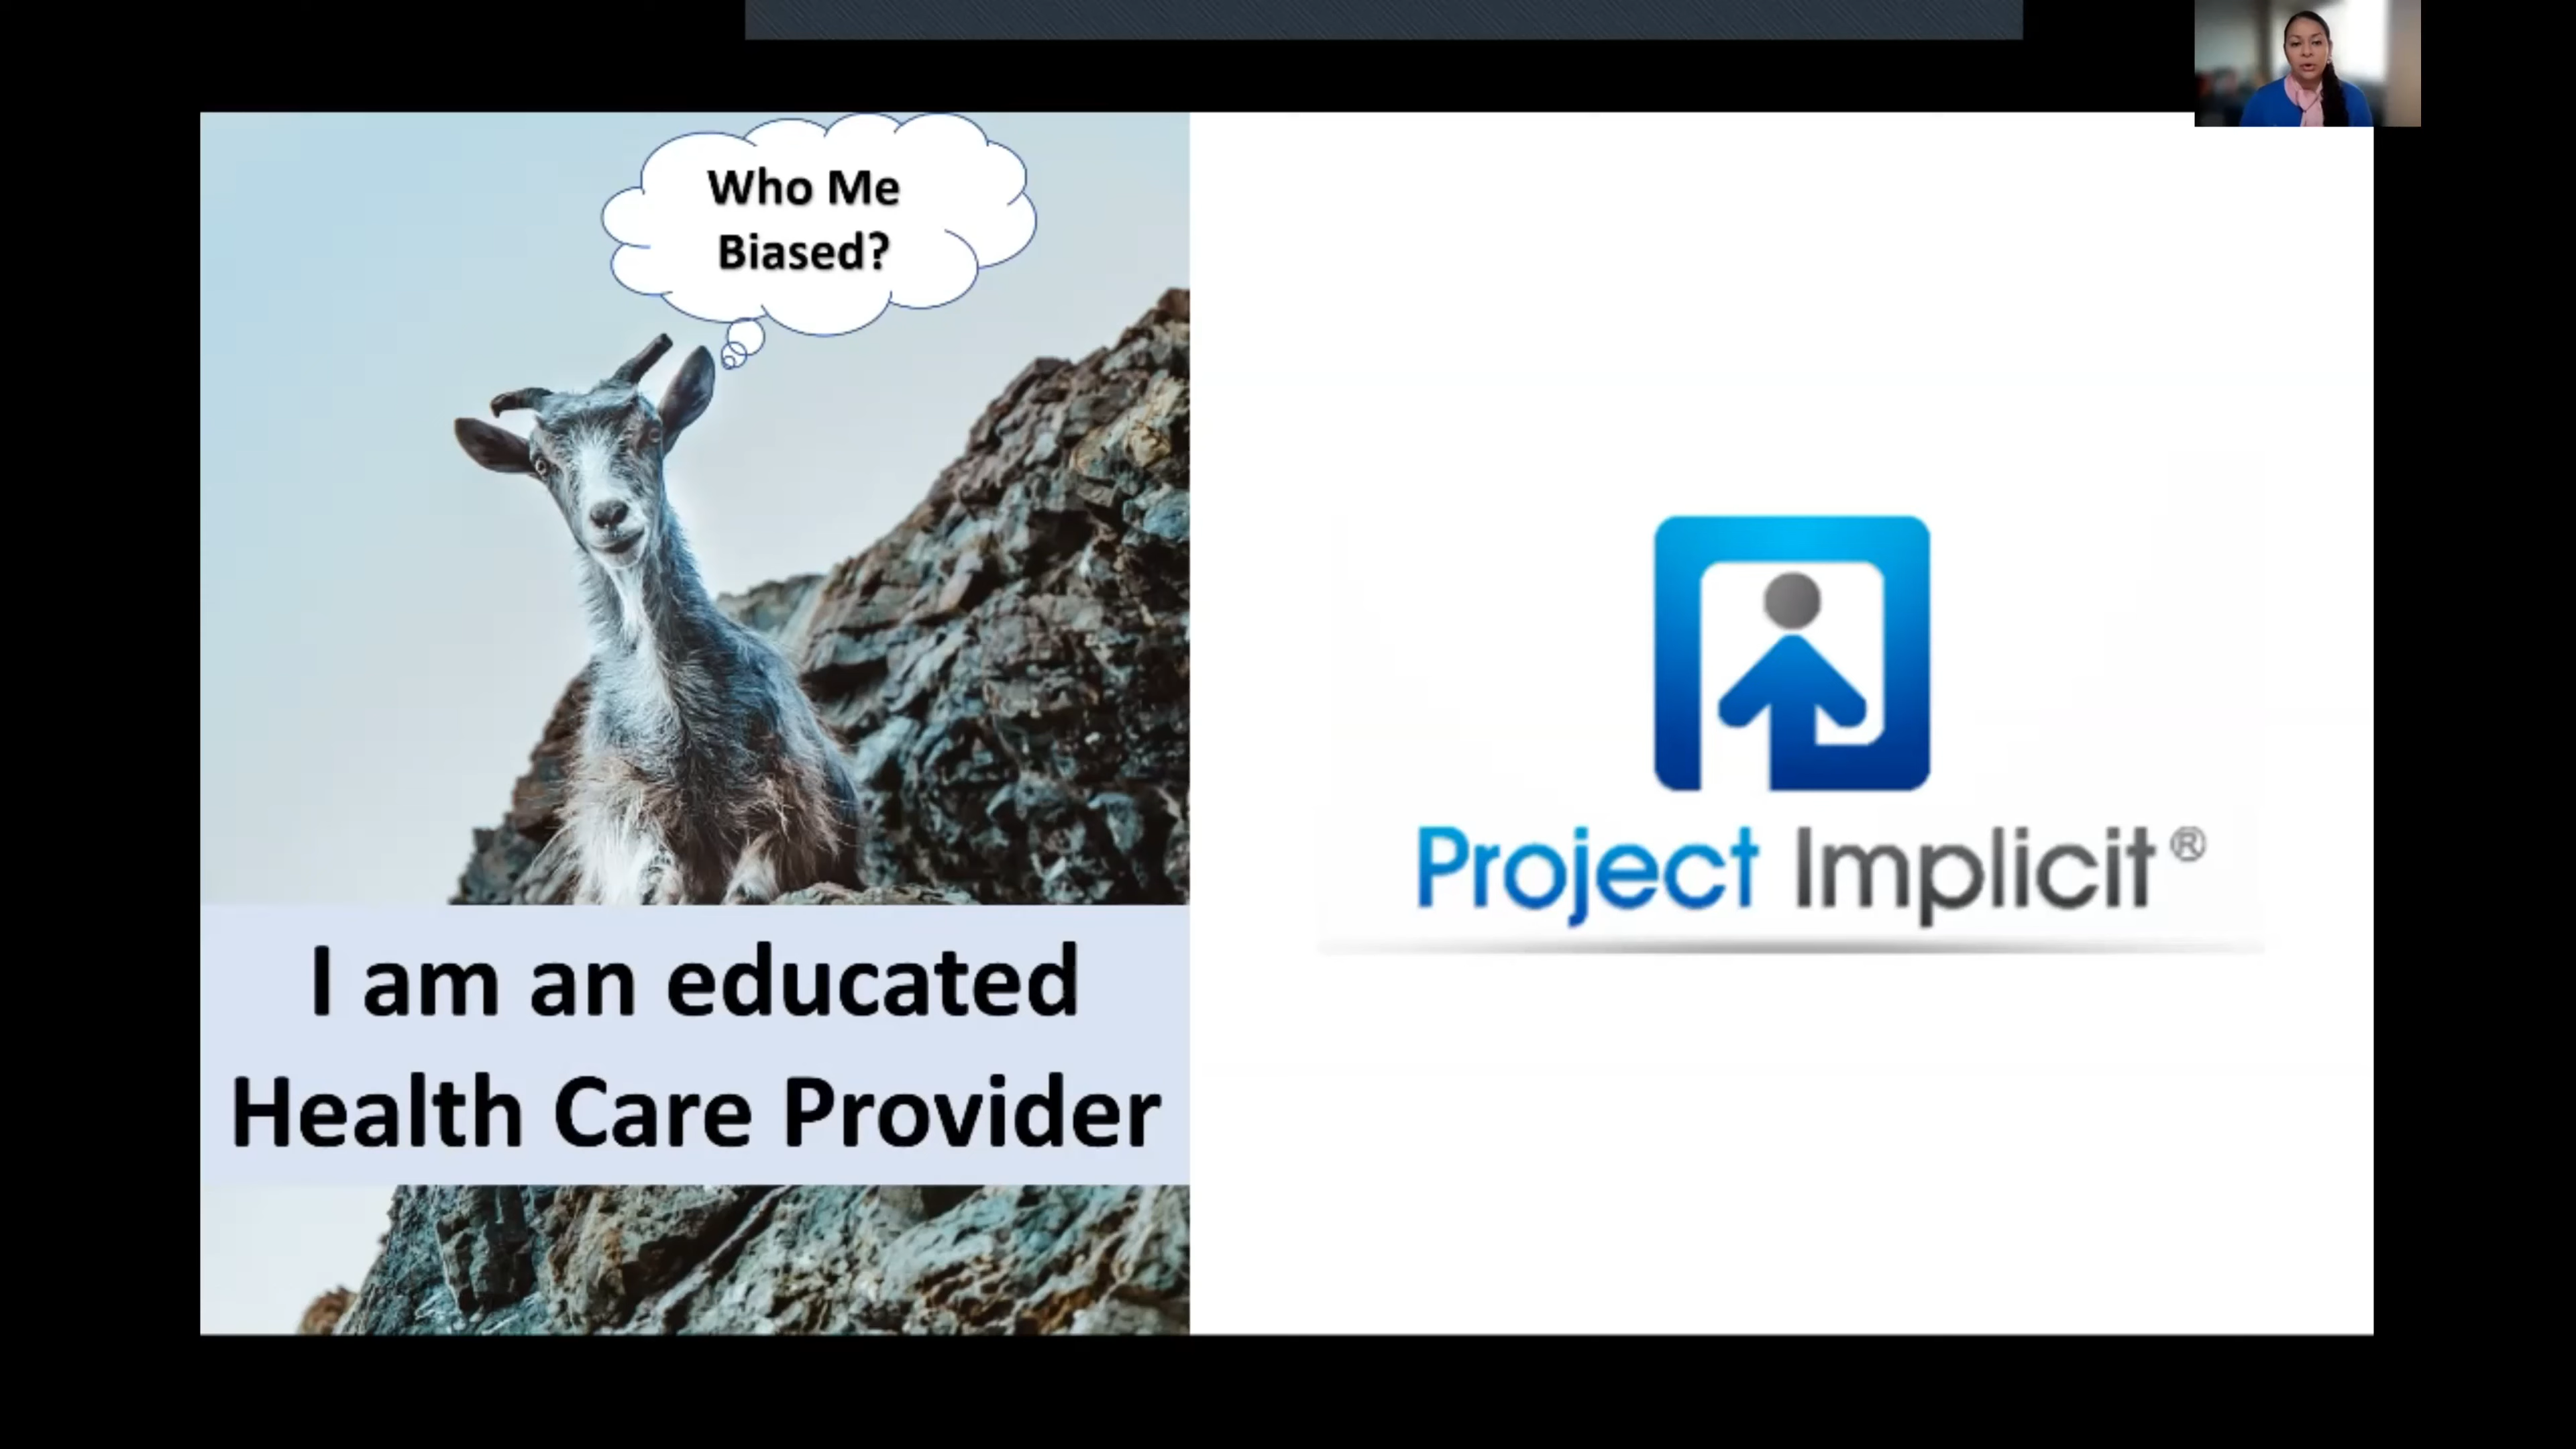 Who Me
Biased?
I am an educated
Health Care Provider
Project Implicit®